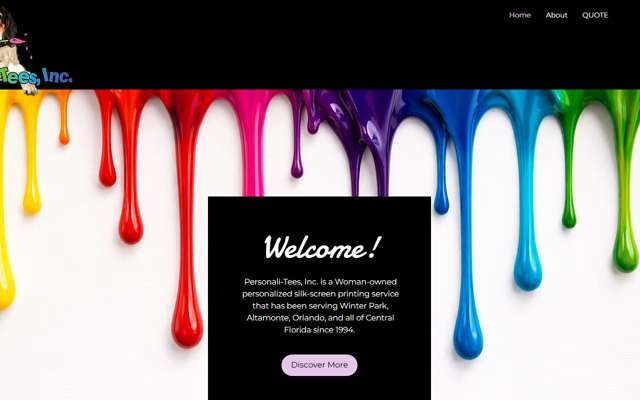 Home About QUOTE
Tees, Inc.
Welcome!
Personali-Tees, Inc. is a Woman-owned
personalized silk-screen printing service
that has been serving Winter Park,
Altamonte, Orlando, and all of Central
Florida since 1994.
Discover More